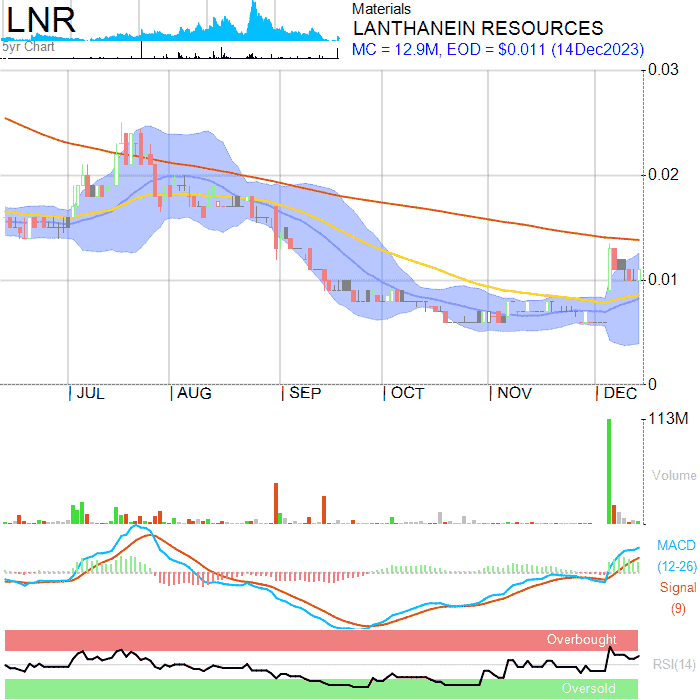 LNR
5yr Chart
Materials
LANTHANEIN RESOURCES
MC = 12.9M, EOD = $0.011 (14Dec2023)
0.03
0.02
0.01
0
JUL AUG SEP OCT NOV DEC
113M
Volume
MACD
(12-26)
Signal
(9)
Overbought
RSI(14)
Oversold